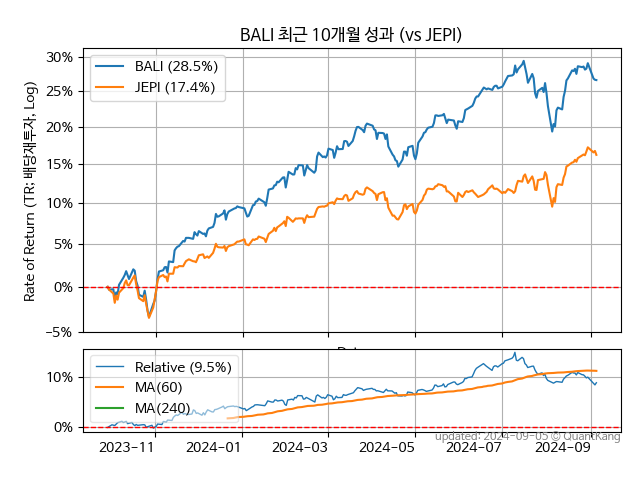 BALI 최근 10개월 성과 (vs JEPI)
Rate of Return (TR: 배당재투자, Log)
30%
25%
20%
15%
10%
5%
0%
−5%
BALI (28.5%)
JEPI (17.4%)
10%
0%
Relative (9.5%)
MA(60)
MA(240)
2023−11
2024−01
2024−03
2024−05
2024−07
2024−09
updated: 2024-09-05 © QuantKang